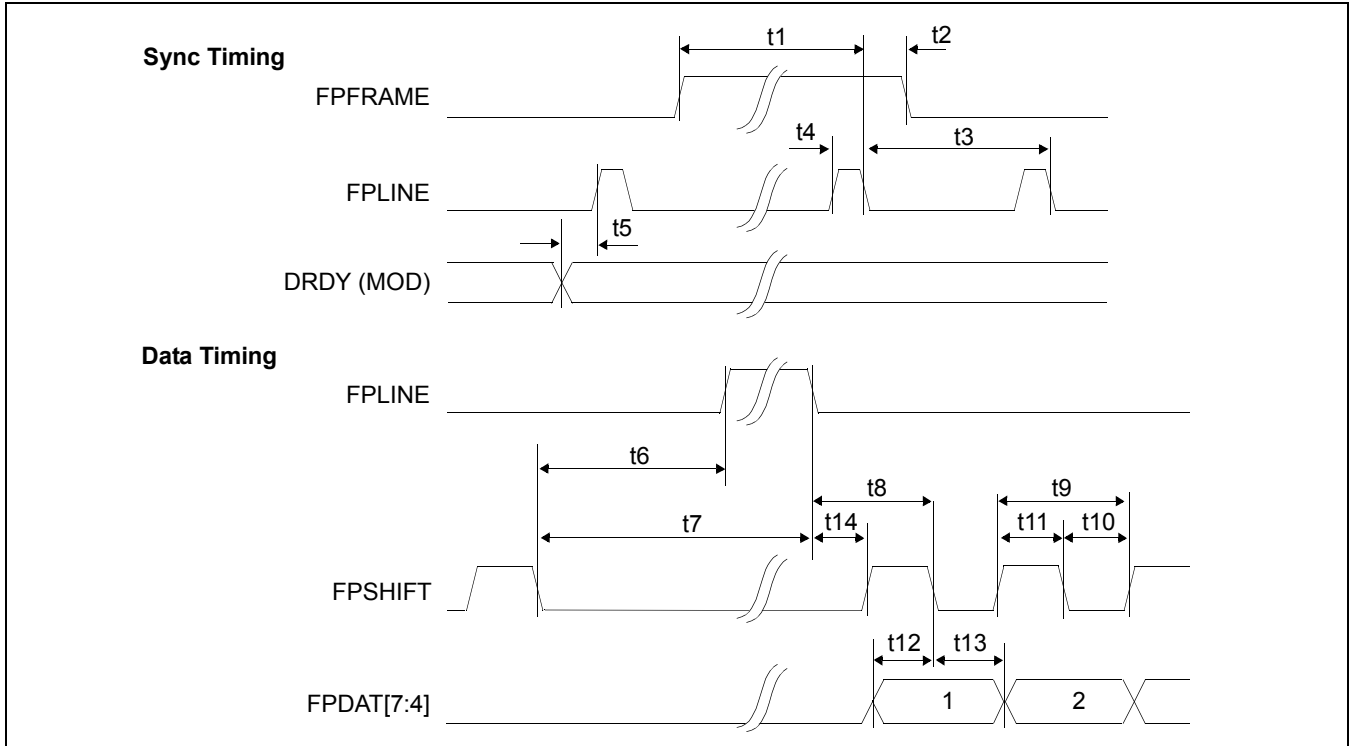 Sync Timing
t1
t2
FPFRAME
t4
t3
FPLINE
t5
DRDY (MOD)
Data Timing
FPLINE
t6
t8
t9
t7
t14
t11
t10
FPSHIFT
t12
t13
FPDAT[7:4]
1
2